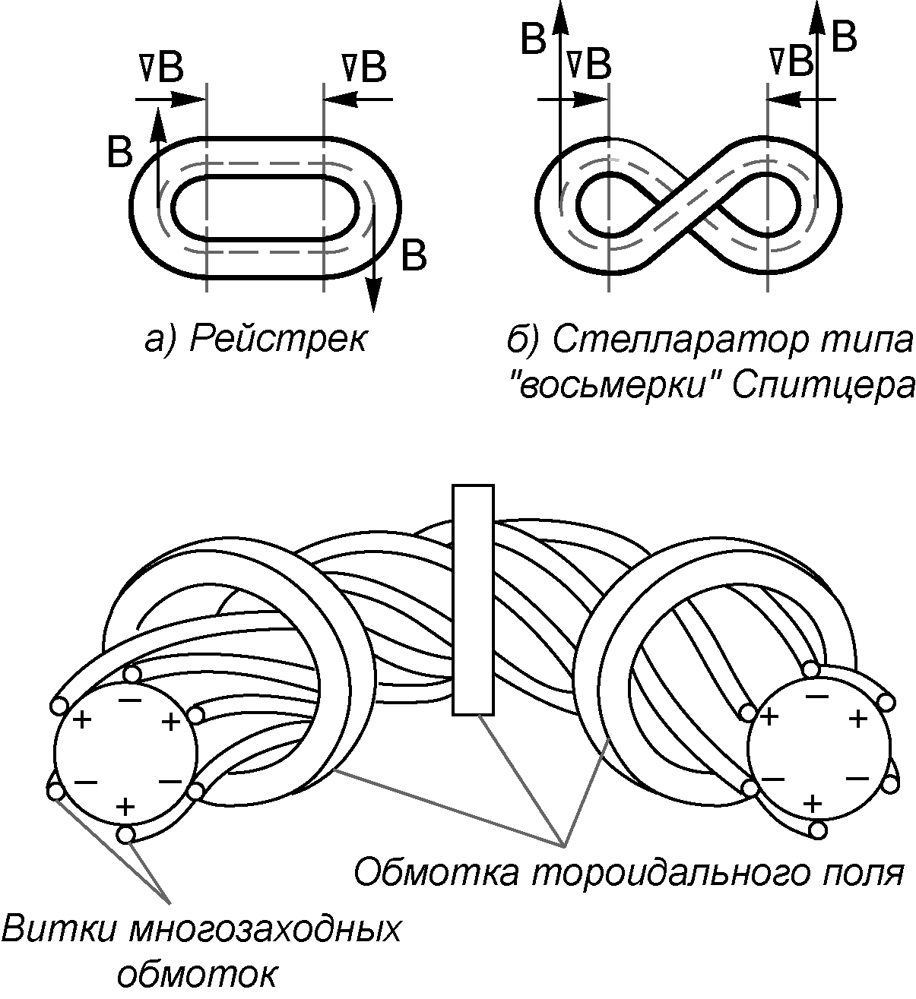 B B
∇B ∇B ∇B ∇B
B
B
а) Рейстрек
б) Стелларатор типа
"восьмерки" Спитцера
+ − + − + −
+ − + − + −
Обмотка тороидального поля
Витки многозаходных
обмоток